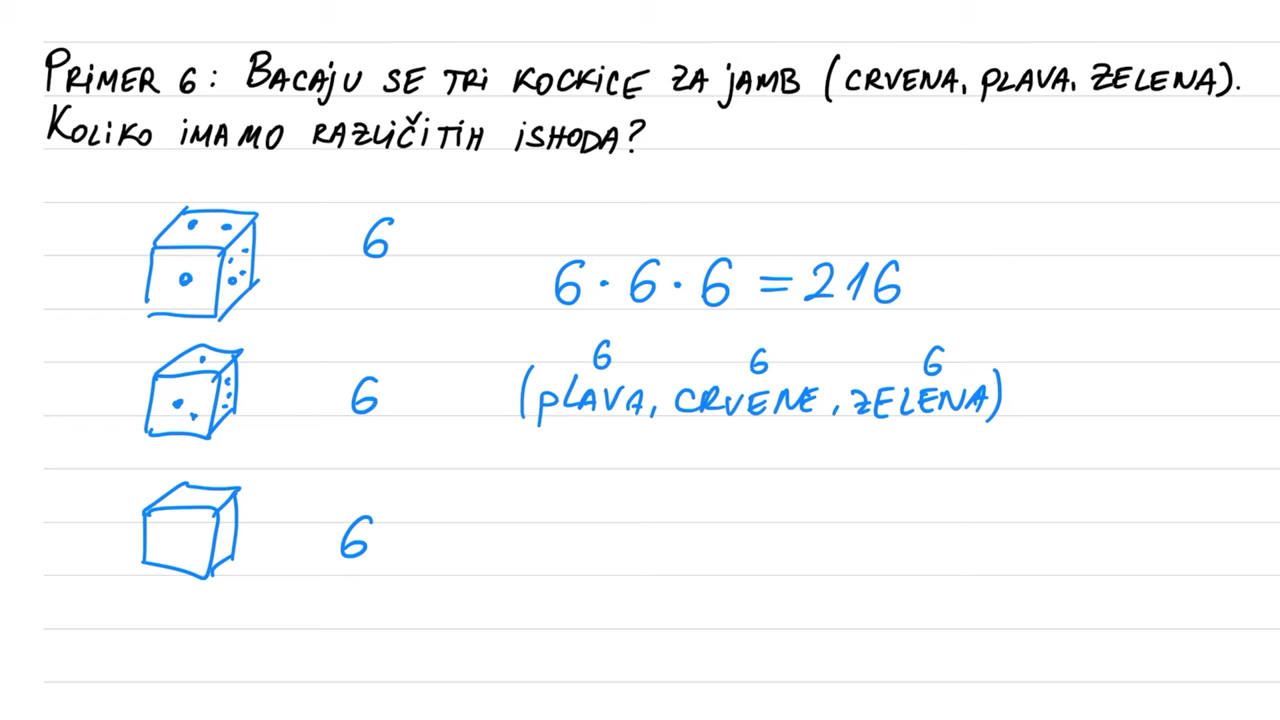 PRIMER 6: BACAJU SE TRI KOCKICE ZA JAMB (CRVENA, PLAVA, ZELENA).
KOLIKO IMAMO RAZLIČITIH ISHODA?
6
6 · 6 · 6 = 216
6 6 6
6 (PLAVA, CRVENE, ZELENA)
6